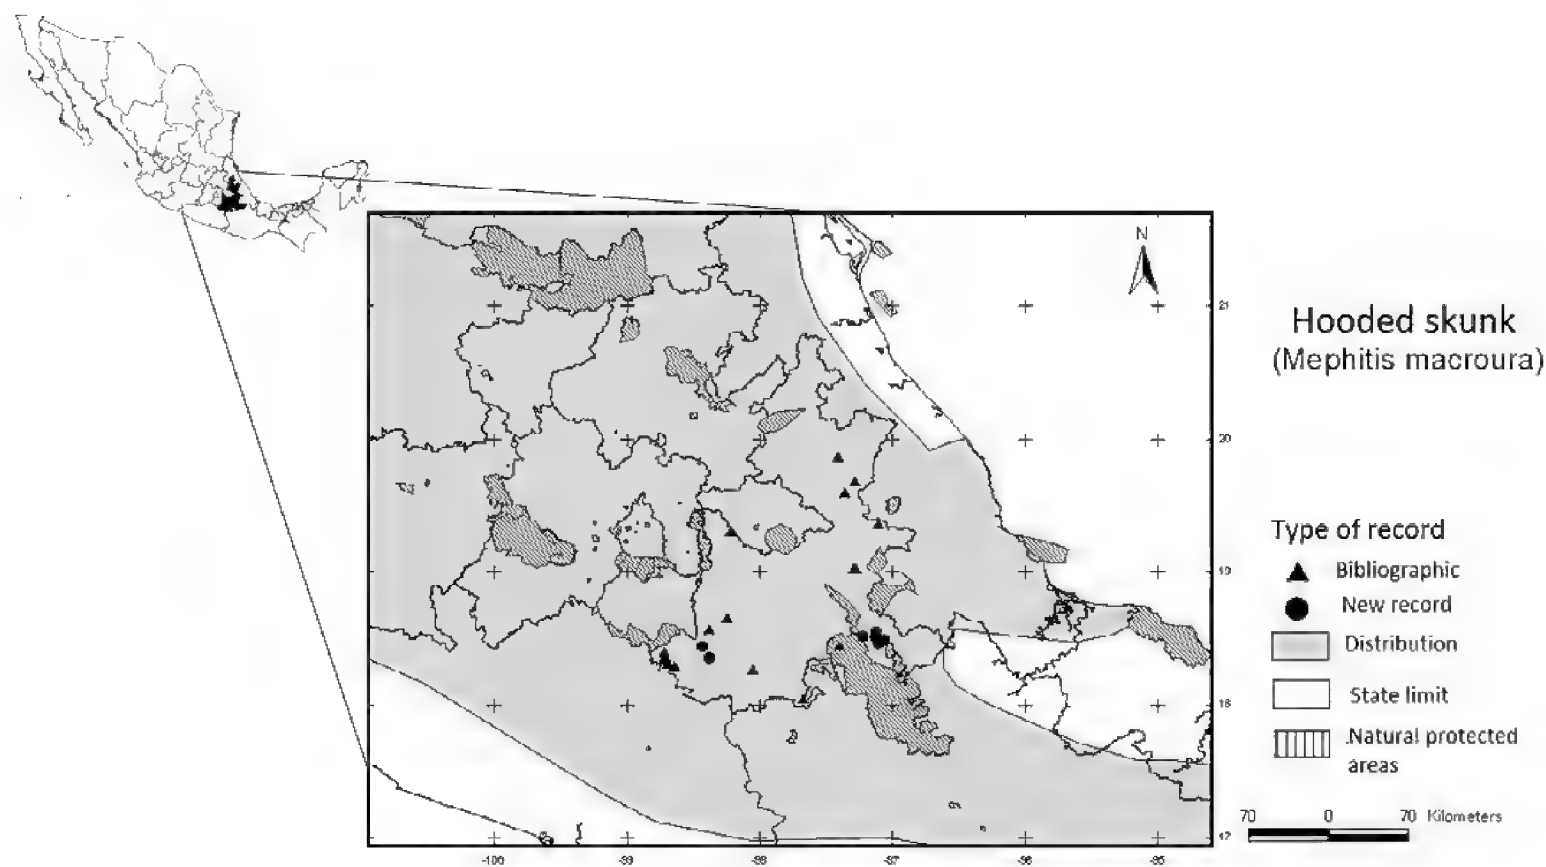 N
21
20
19
18
17
-100
-99
-98
-97
-96
-95
Hooded skunk
(Mephitis macroura)
Type of record
Bibliographic
New record
Distribution
State limit
Natural protected
areas
70 0 70 Kilometers